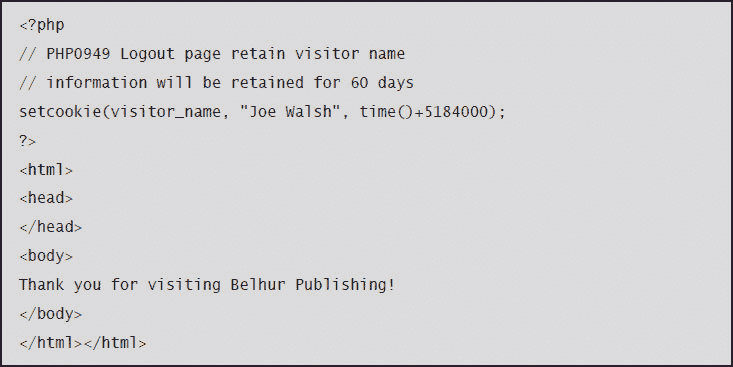 <?php
// PHP0949 Logout page retain visitor name
// information will be retained for 60 days
setcookie(visitor_name, "Joe Walsh", time()+5184000);
?>
<html>
<head>
</head>
<body>
Thank you for visiting Belhur Publishing!
</body>
</html></html>